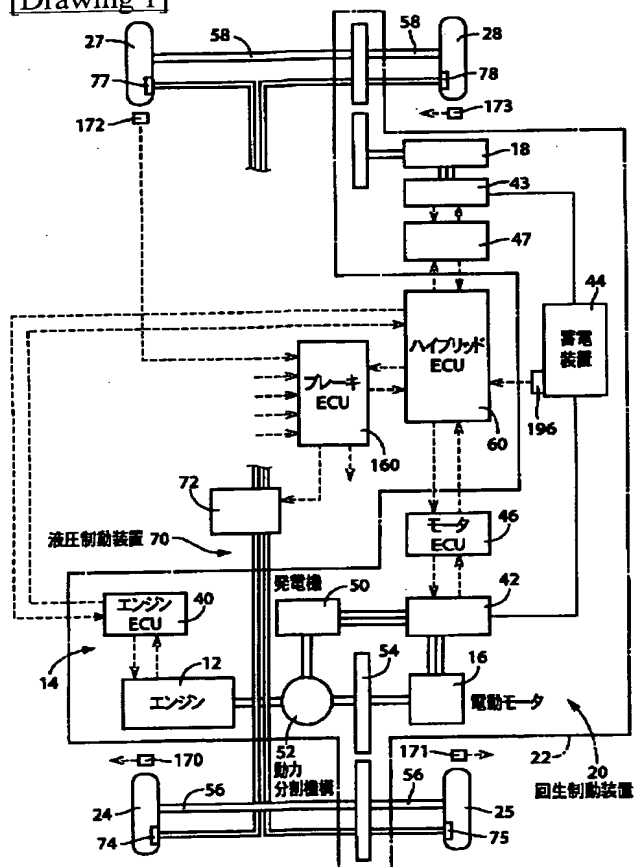 [Drawing 1]
27
58
58
28
77
78
172
173
18
43
47
44
蓄電
装置
ハイブリッド
ECU
ブレーキ
ECU
196
60
160
72
モータ
ECU
46
液圧制動装置 70
発電機
50
42
エンジン
ECU
40
54
16
14
12
エンジン
電動モータ
52
動力
分割機構
170
171
22
20
回生制動装置
24
56
56
25
74
75